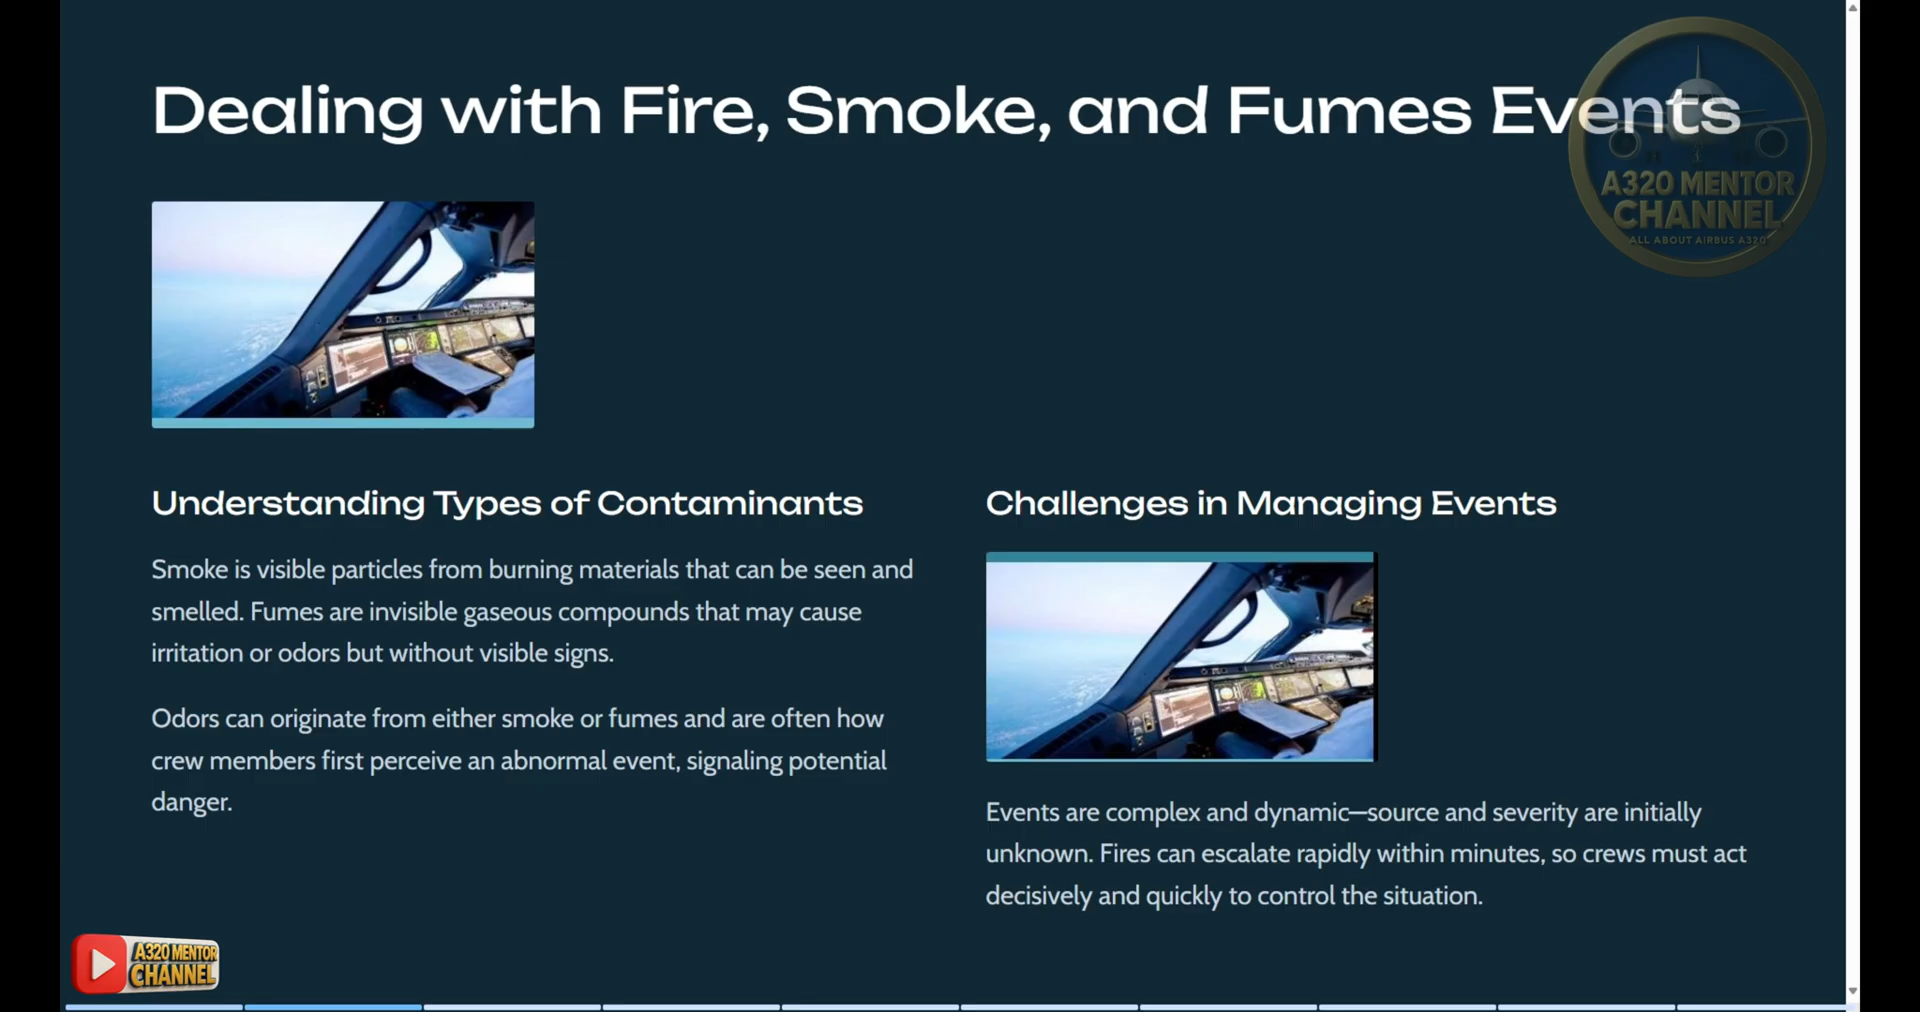 Dealing with Fire, Smoke, and Fumes Events
A320 MENTOR
CHANNEL
ALL ABOUT AIRBUS A320
Understanding Types of Contaminants
Smoke is visible particles from burning materials that can be seen and
smelled. Fumes are invisible gaseous compounds that may cause
irritation or odors but without visible signs.
Odors can originate from either smoke or fumes and are often how
crew members first perceive an abnormal event, signaling potential
danger.
Challenges in Managing Events
Events are complex and dynamic—source and severity are initially
unknown. Fires can escalate rapidly within minutes, so crews must act
decisively and quickly to control the situation.
A320 MENTOR
CHANNEL